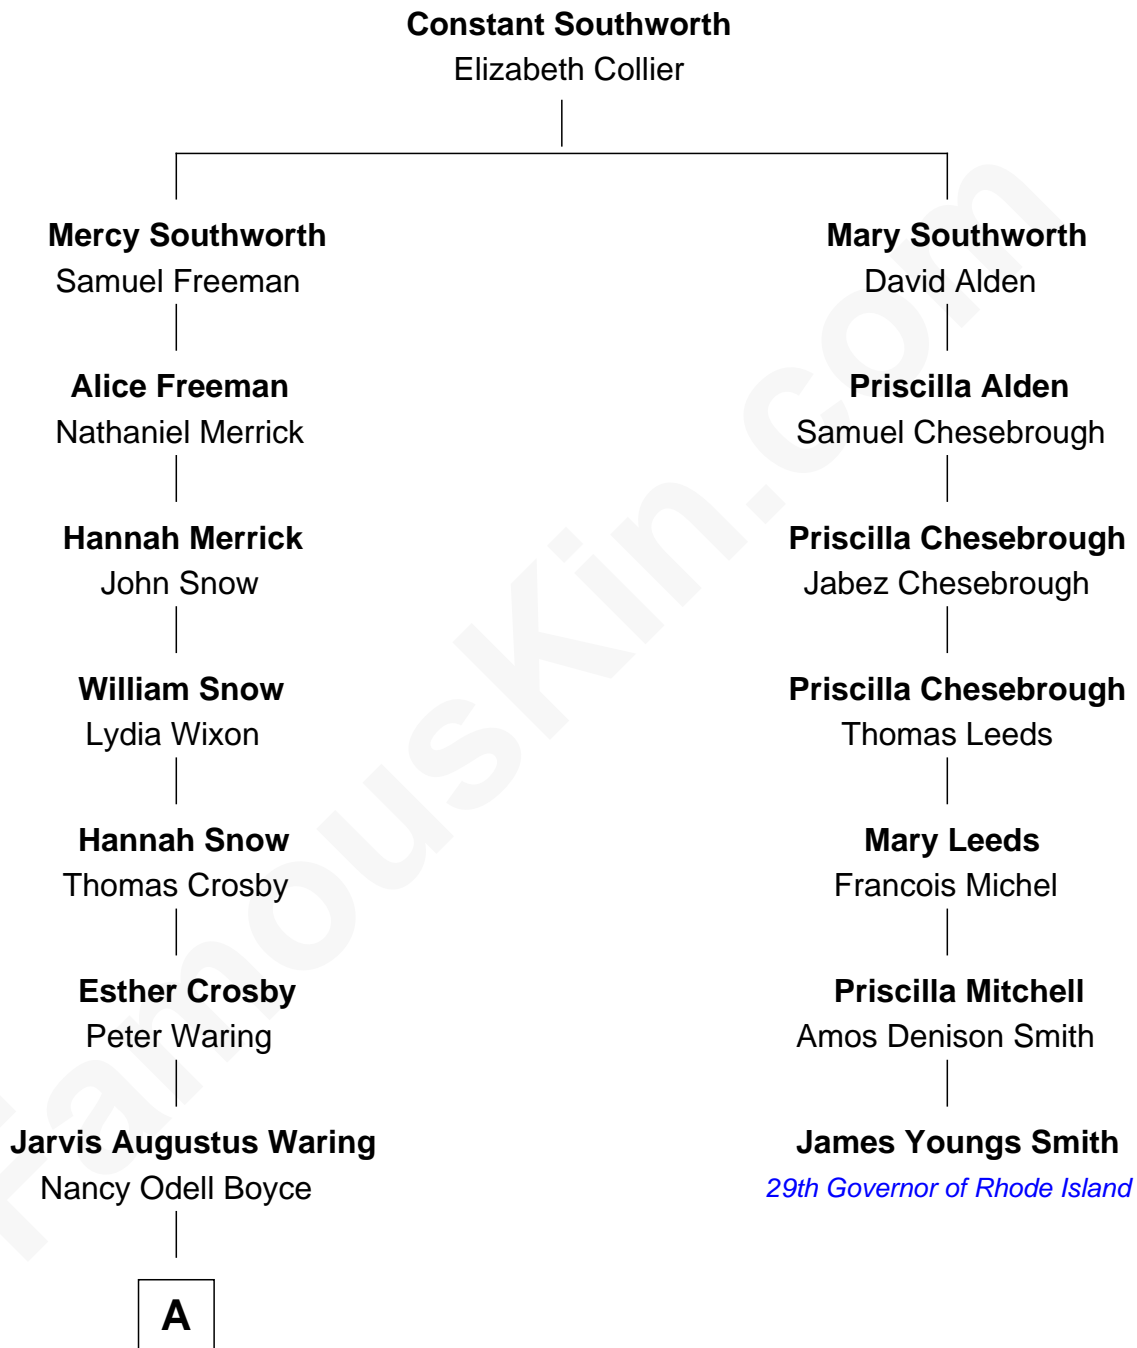 Constant Southworth
Elizabeth Collier
Mercy Southworth
Samuel Freeman
Mary Southworth
David Alden
Alice Freeman
Nathaniel Merrick
Priscilla Alden
Samuel Chesebrough
Hannah Merrick
John Snow
Priscilla Chesebrough
Jabez Chesebrough
William Snow
Lydia Wixon
Priscilla Chesebrough
Thomas Leeds
Hannah Snow
Thomas Crosby
Mary Leeds
Francois Michel
Esther Crosby
Peter Waring
Priscilla Mitchell
Amos Denison Smith
Jarvis Augustus Waring
Nancy Odell Boyce
James Youngs Smith
29th Governor of Rhode Island
A
FamousKin.com